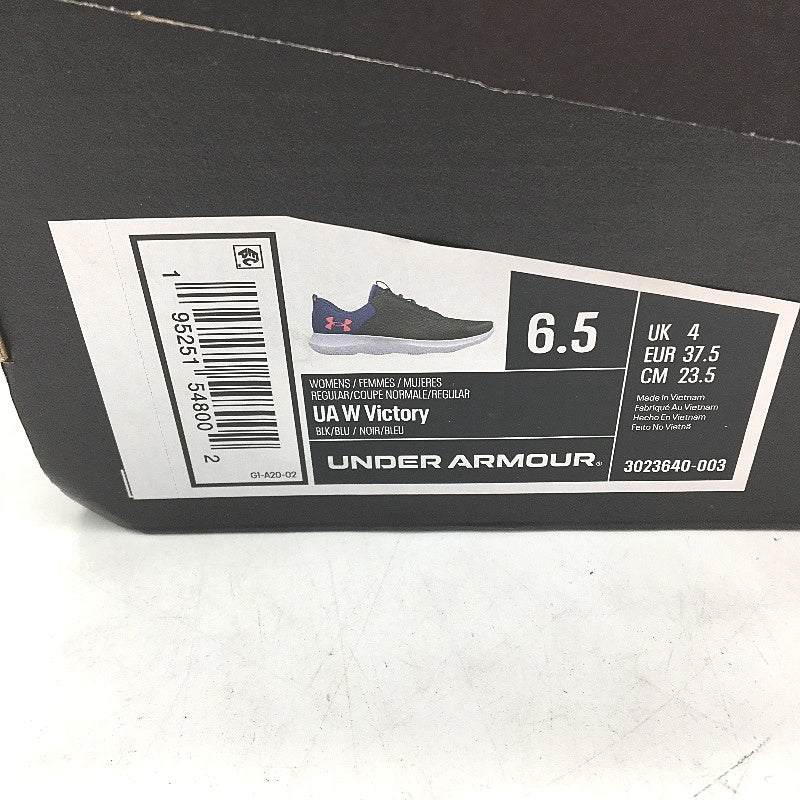 1 95251 54800 2
GI-A20-02
6.5
WOMENS / FEMMES / MUJERES
REGULAR/COUPE NORMALE/REGULAR
UA W Victory
BLK/BLU / NOIR/BLEU
UNDER ARMOUR®
UK 4
EUR 37.5
CM 23.5
Made In Vietnam
Fabriqué Au Vietnam
Hecho En Vietnam
Feito No Vietnã
3023640-003